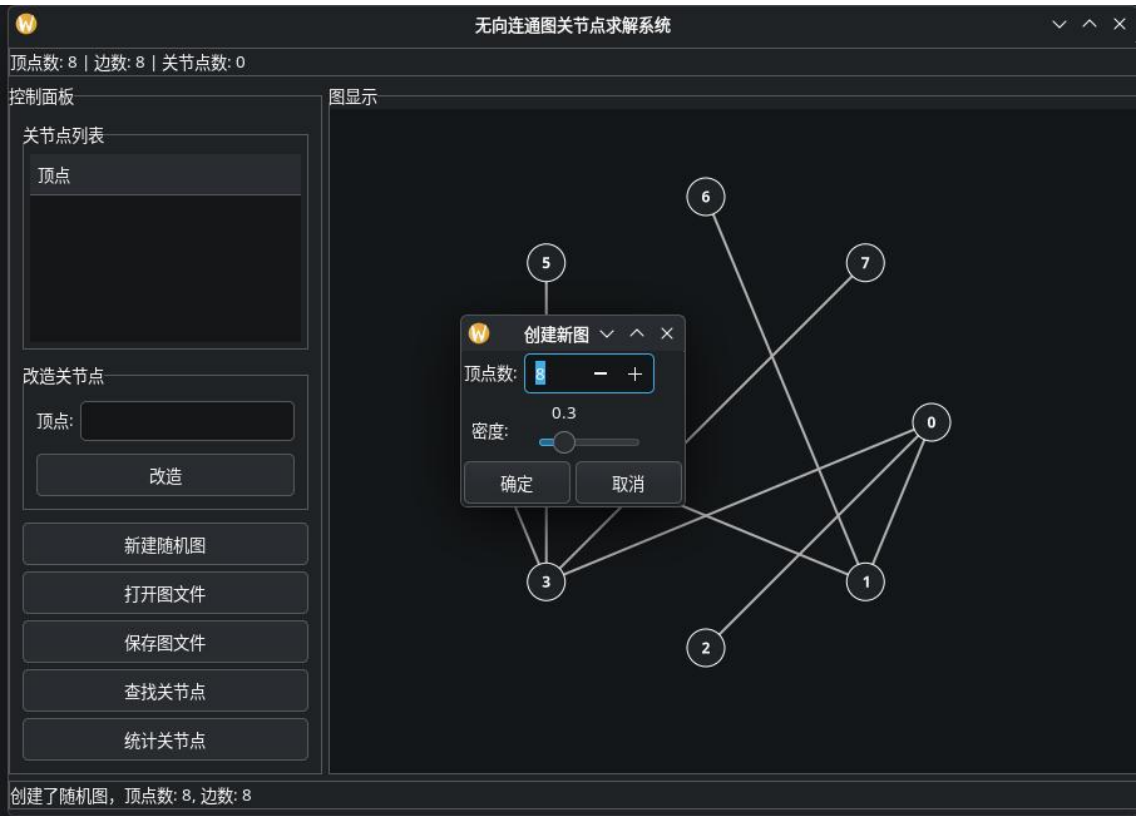 无向连通图关节点求解系统
顶点数: 8 | 边数: 8 | 关节点数: 0
控制面板
图显示
关节点列表
顶点
改造关节点
顶点:
改造
新建随机图
打开图文件
保存图文件
查找关节点
统计关节点
6
5
7
0
3
1
2
创建新图
顶点数: 8
0.3
密度:
确定 取消
创建了随机图，顶点数: 8, 边数: 8